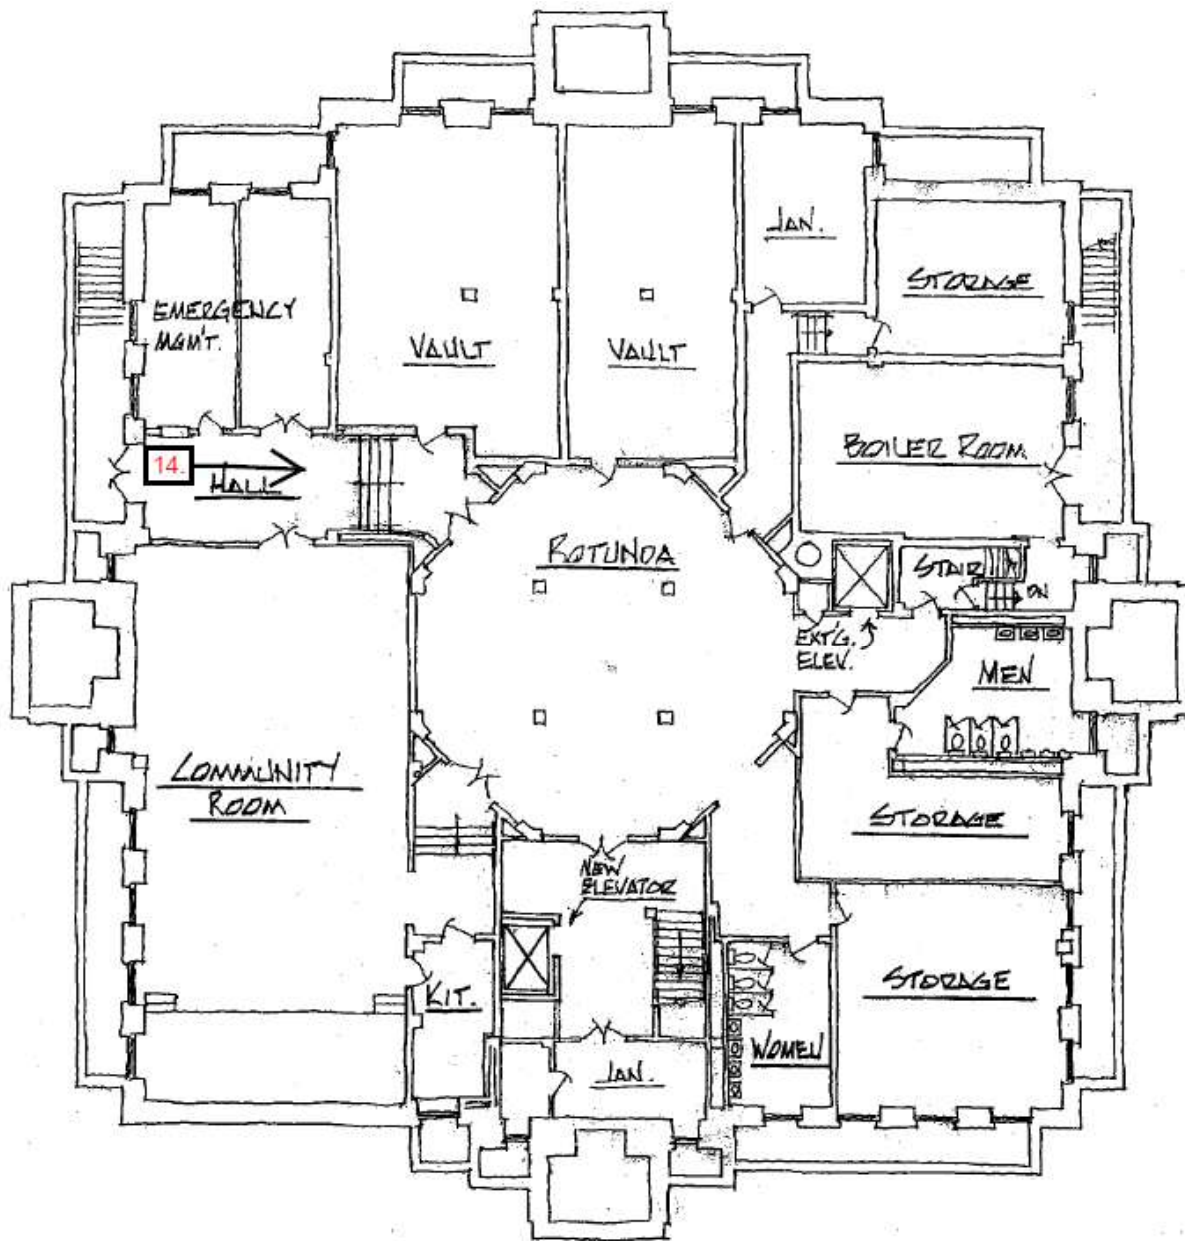 JAN.
STORAGE
EMERGENCY
MGM'T.
VAULT
VAULT
BOILER ROOM
14.
HALL
ROTUNDA
STAIR
DN
EXT'G.
ELEV.
MEN
COMMUNITY
ROOM
STORAGE
NEW
ELEVATOR
KIT.
STORAGE
WOMEN
JAN.